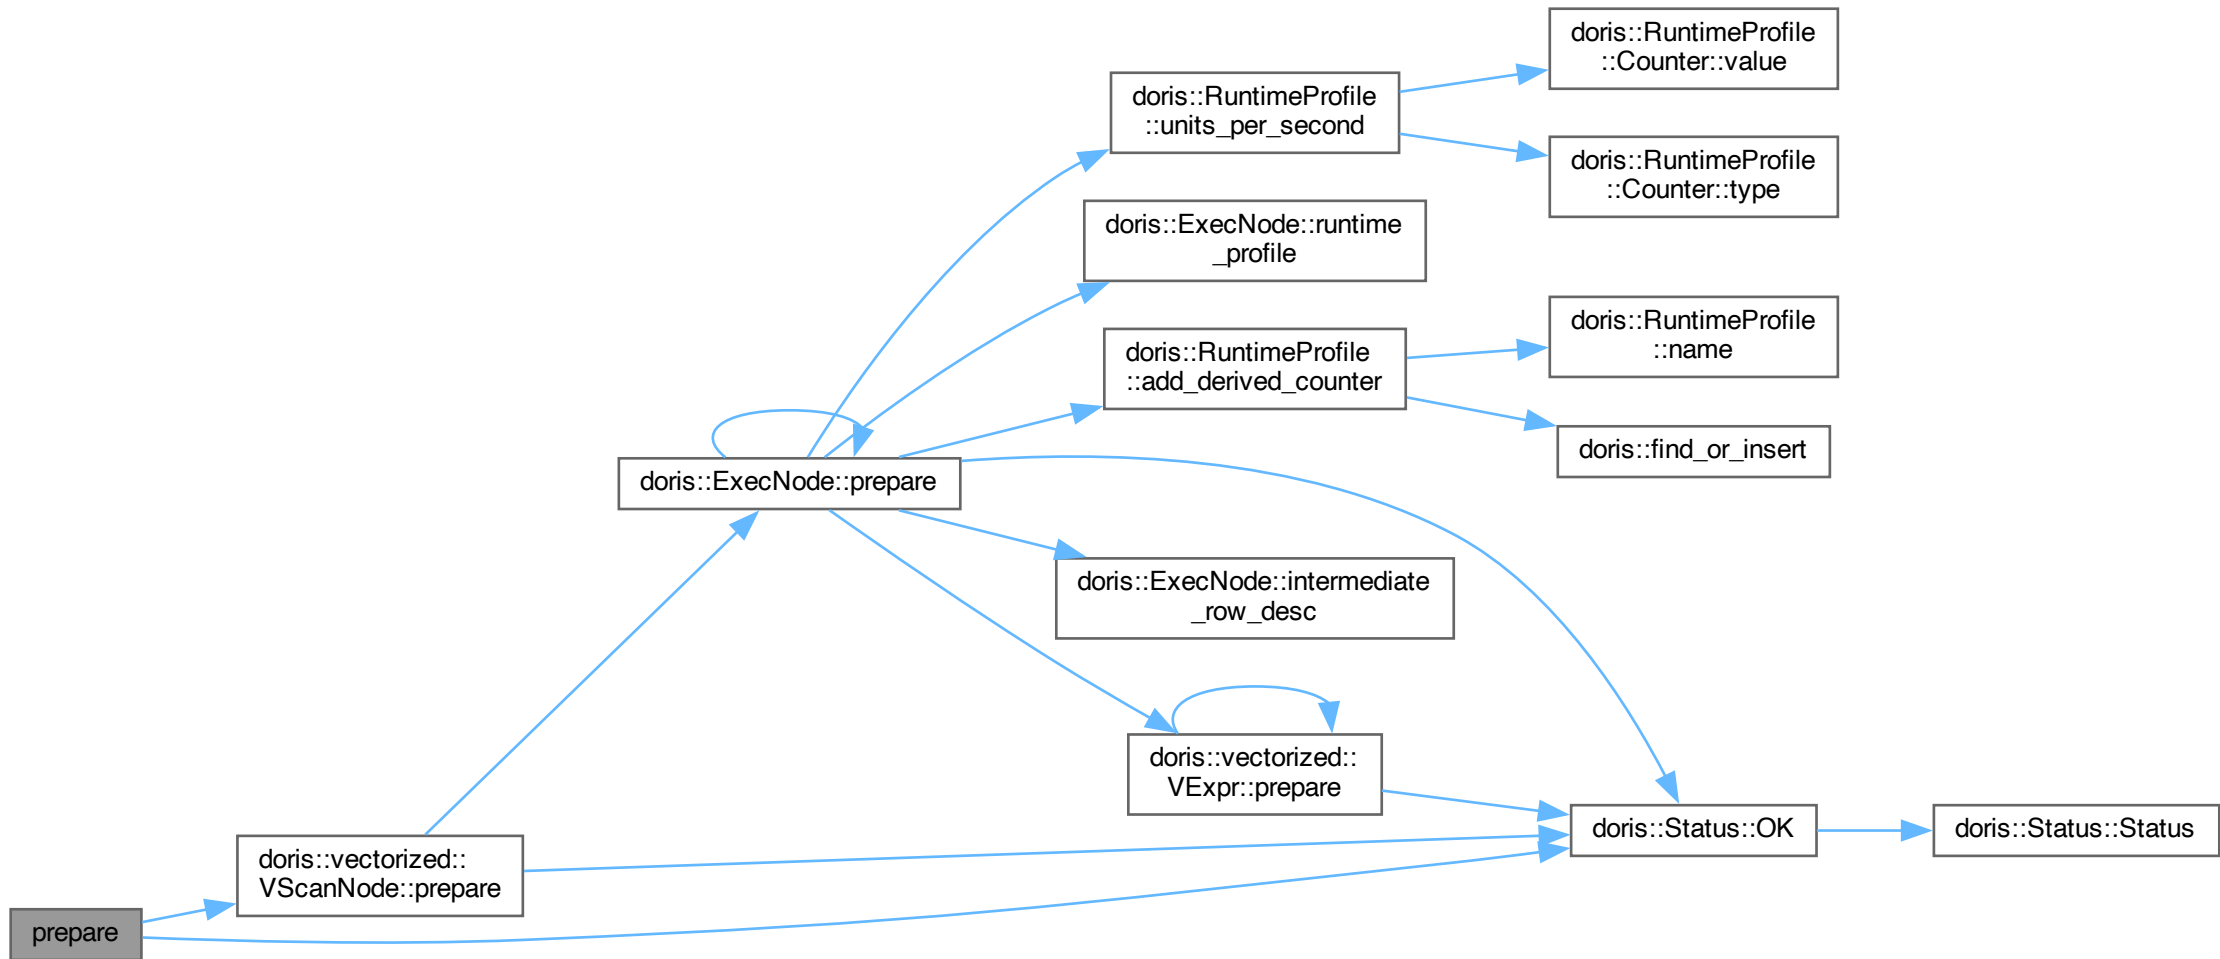 doris::RuntimeProfile
::Counter::value
doris::RuntimeProfile
::units_per_second
doris::RuntimeProfile
::Counter::type
doris::ExecNode::runtime
_profile
doris::RuntimeProfile
::name
doris::RuntimeProfile
::add_derived_counter
doris::find_or_insert
doris::ExecNode::prepare
doris::ExecNode::intermediate
_row_desc
doris::vectorized::
VExpr::prepare
doris::Status::OK
doris::Status::Status
doris::vectorized::
VScanNode::prepare
prepare